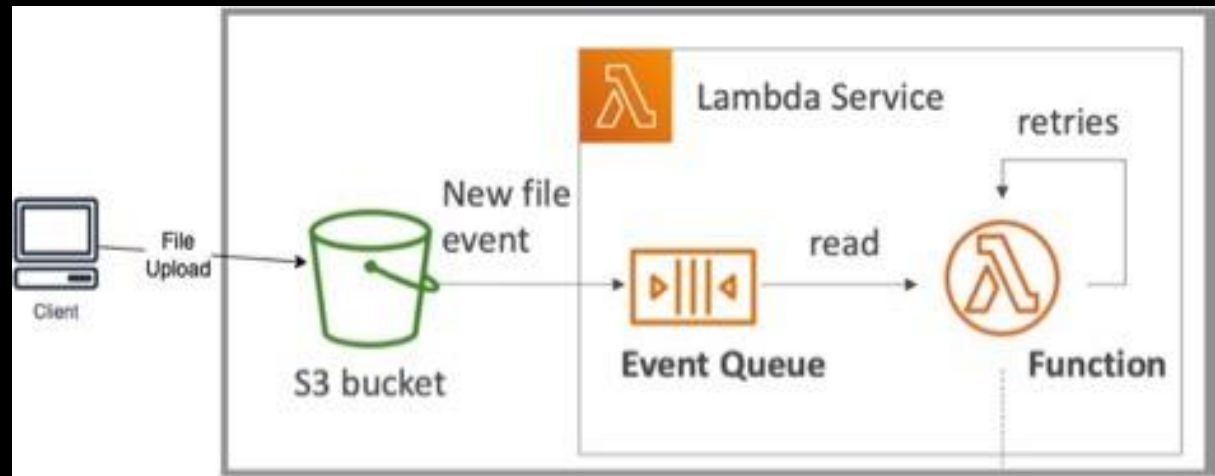 Lambda Service
retries
New file
event
File
Upload
read
Client
S3 bucket
Event Queue
Function